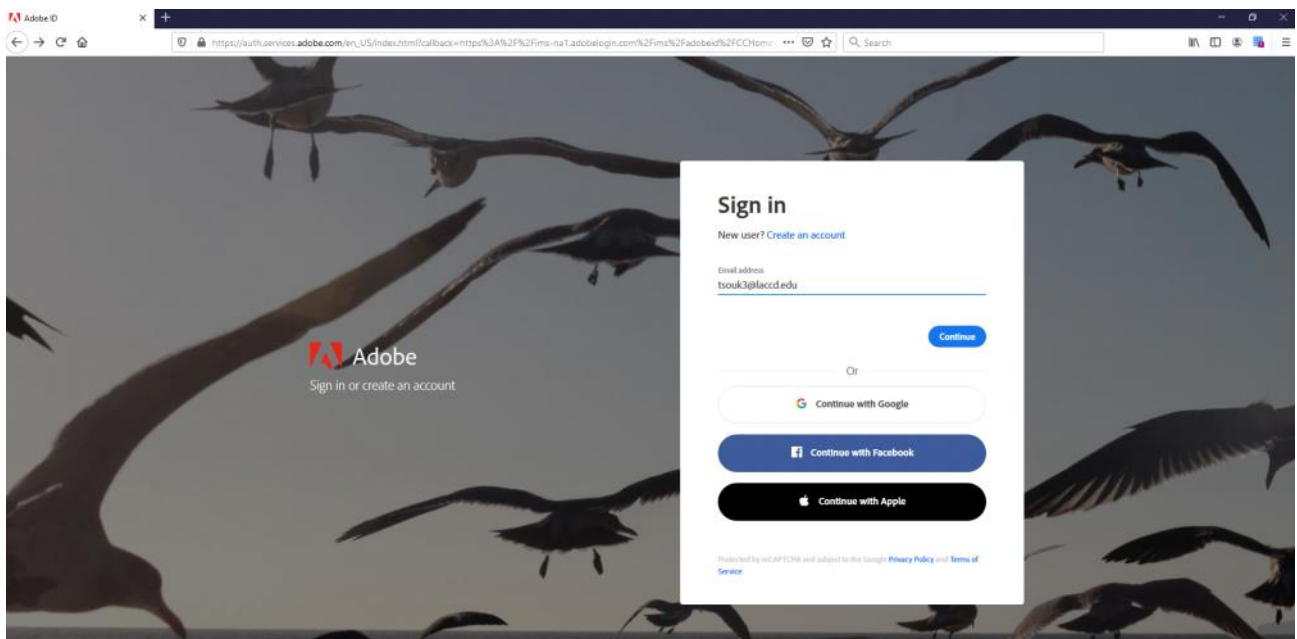 Adobe ID
https://auth.services.adobe.com/en_US/index.html?callback=https%3A%2F%2Fims-na1.adobelogin.com%2Fims%2Fadobeid%2FCCHome
Search
Sign in
New user? Create an account
Email address
tsouk3@laccd.edu
Continue
Or
Continue with Google
Continue with Facebook
Continue with Apple
Protected by reCAPTCHA and subject to the Google Privacy Policy and Terms of
Service
Adobe
Sign in or create an account